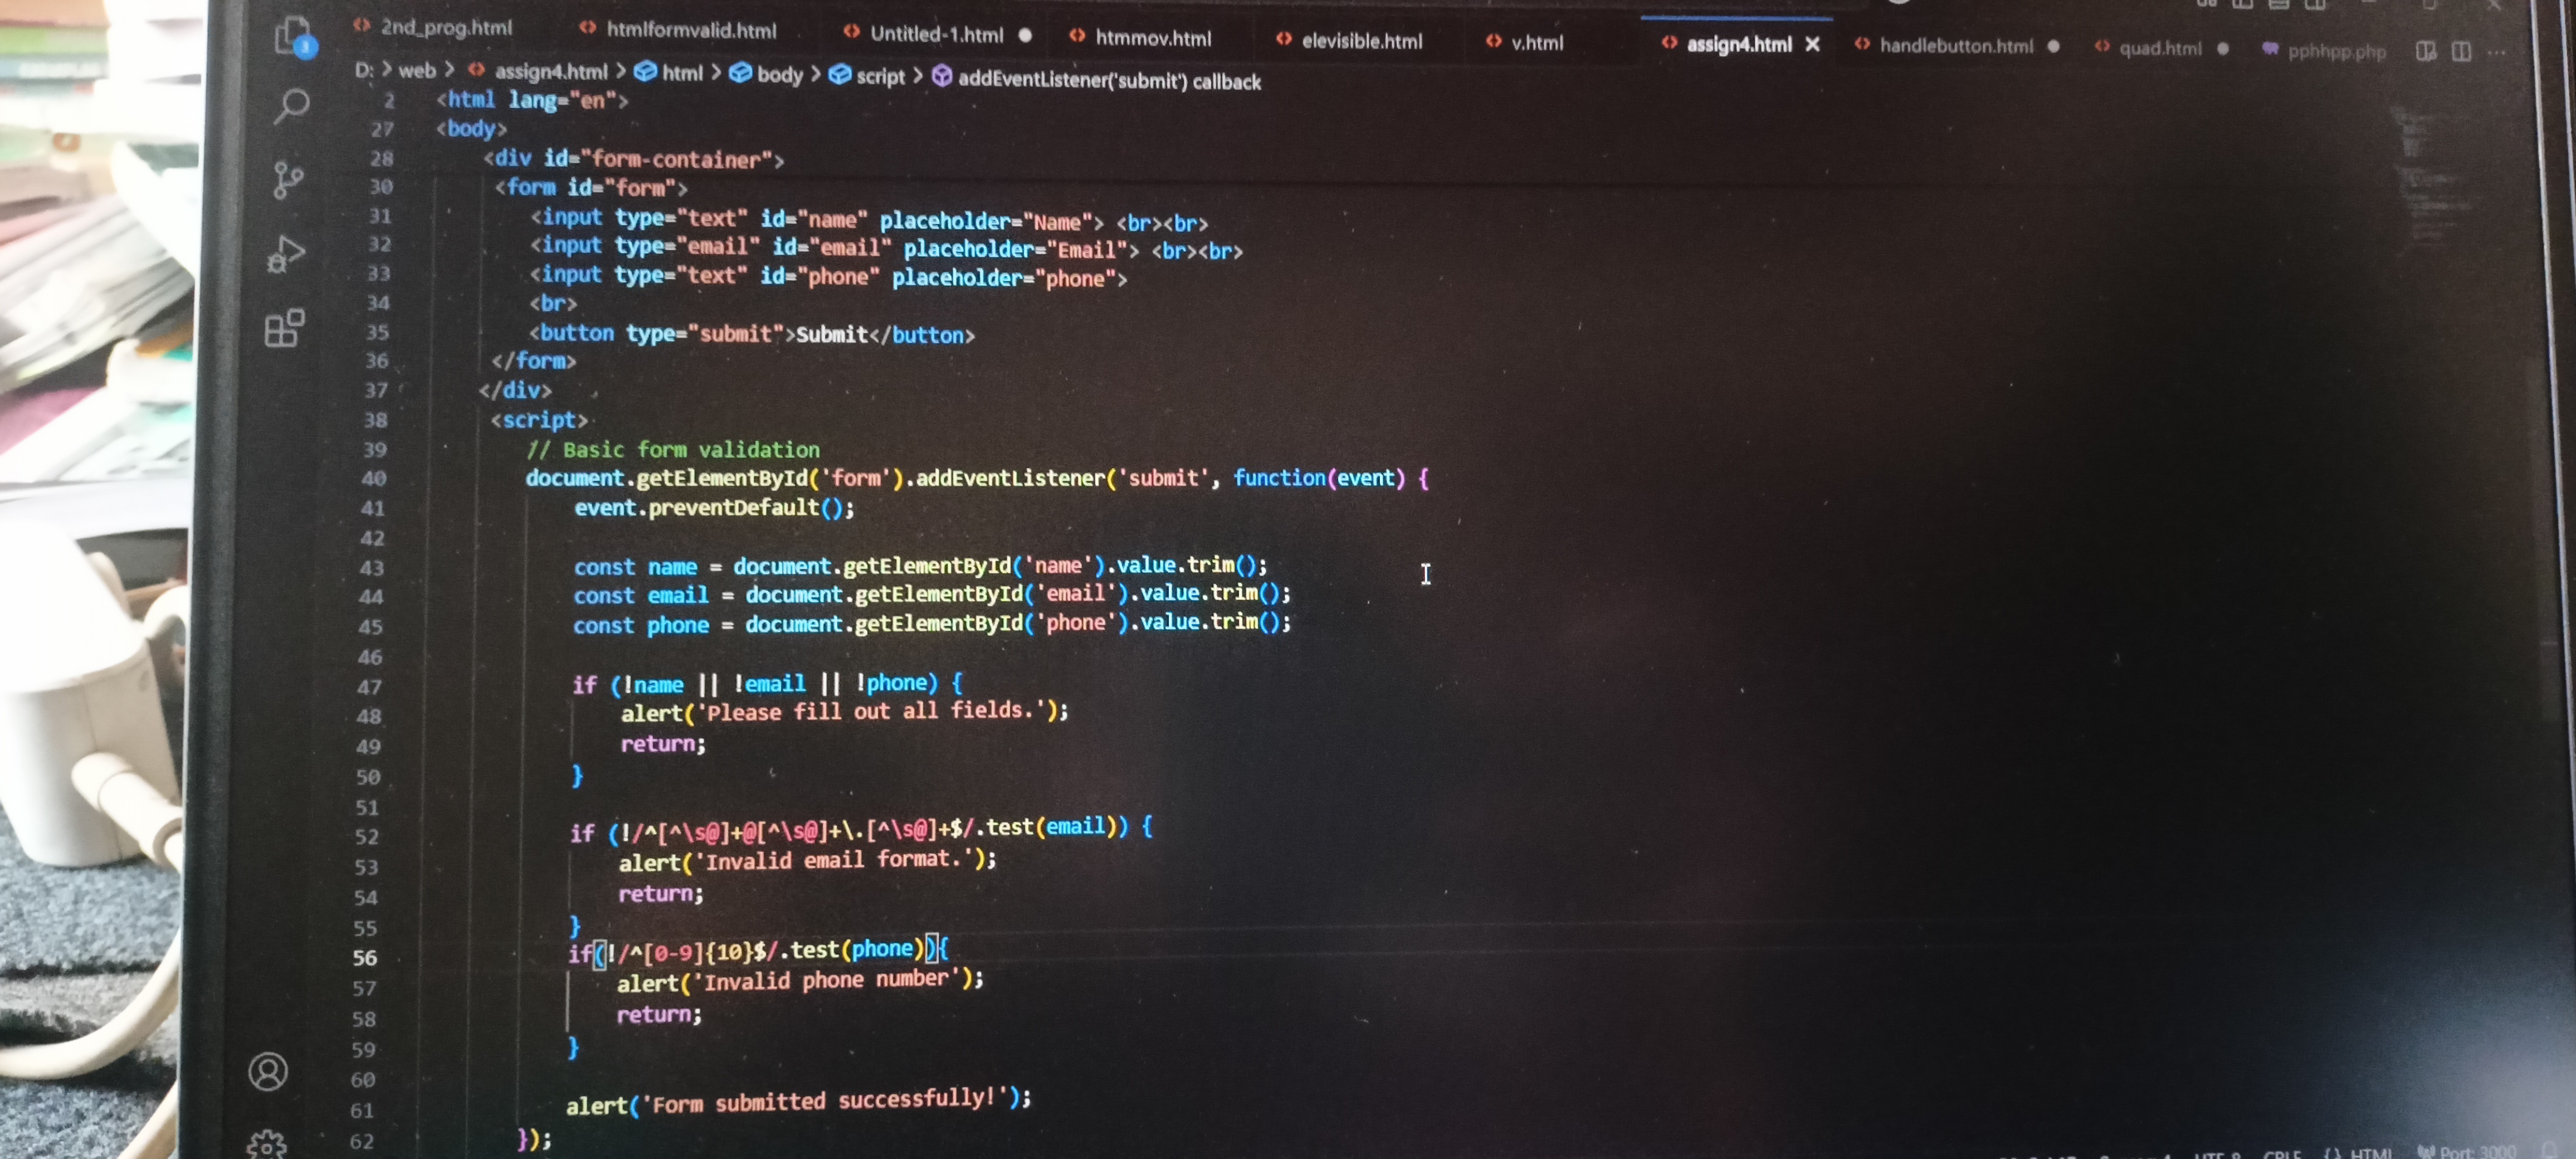 2nd_prog.html htmlformvalid.html Untitled-1.html htmmov.html elevisible.html v.html assign4.html handlebutton.html quad.html pphhpp.php
D: > web > assign4.html > html > body > script > addEventListener('submit') callback
3
2 <html lang="en">
27 <body>
28 <div id="form-container">
30 <form id="form">
31 <input type="text" id="name" placeholder="Name"> <br><br>
32 <input type="email" id="email" placeholder="Email"> <br><br>
33 <input type="text" id="phone" placeholder="phone">
34 <br>
35 <button type="submit">Submit</button>
36 </form>
37 </div>
38 <script>
39 // Basic form validation
40 document.getElementById('form').addEventListener('submit', function(event) {
41 event.preventDefault();
42
43 const name = document.getElementById('name').value.trim();
44 const email = document.getElementById('email').value.trim();
45 const phone = document.getElementById('phone').value.trim();
46
47 if (!name || !email || !phone) {
48 alert('Please fill out all fields.');
49 return;
50 }
51
52 if (!/^[^\s@]+@[^\s@]+\.[^\s@]+$/.test(email)) {
53 alert('Invalid email format.');
54 return;
55 }
56 if(!/^[0-9]{10}$/.test(phone)){
57 alert('Invalid phone number');
58 return;
59 }
60
61 alert('Form submitted successfully!');
62 });
UTF-8 CRLF {} HTML Port: 3000